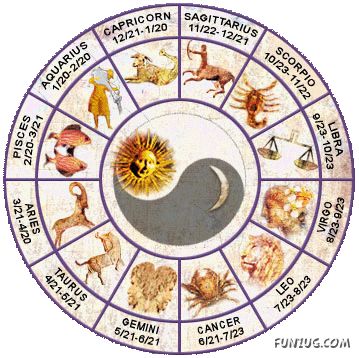 CAPRICORN
12/21-1/20
SAGITTARIUS
11/22-12/21
SCORPIO
10/23-11/22
LIBRA
9/23-10/23
VIRGO
8/23-9/23
LEO
7/23-8/23
CANCER
6/21-7/23
GEMINI
5/21-6/21
TAURUS
4/21-5/21
ARIES
3/21-4/20
PISCES
2/20-3/21
AQUARIUS
1/20-2/20
FUNIUG.COM